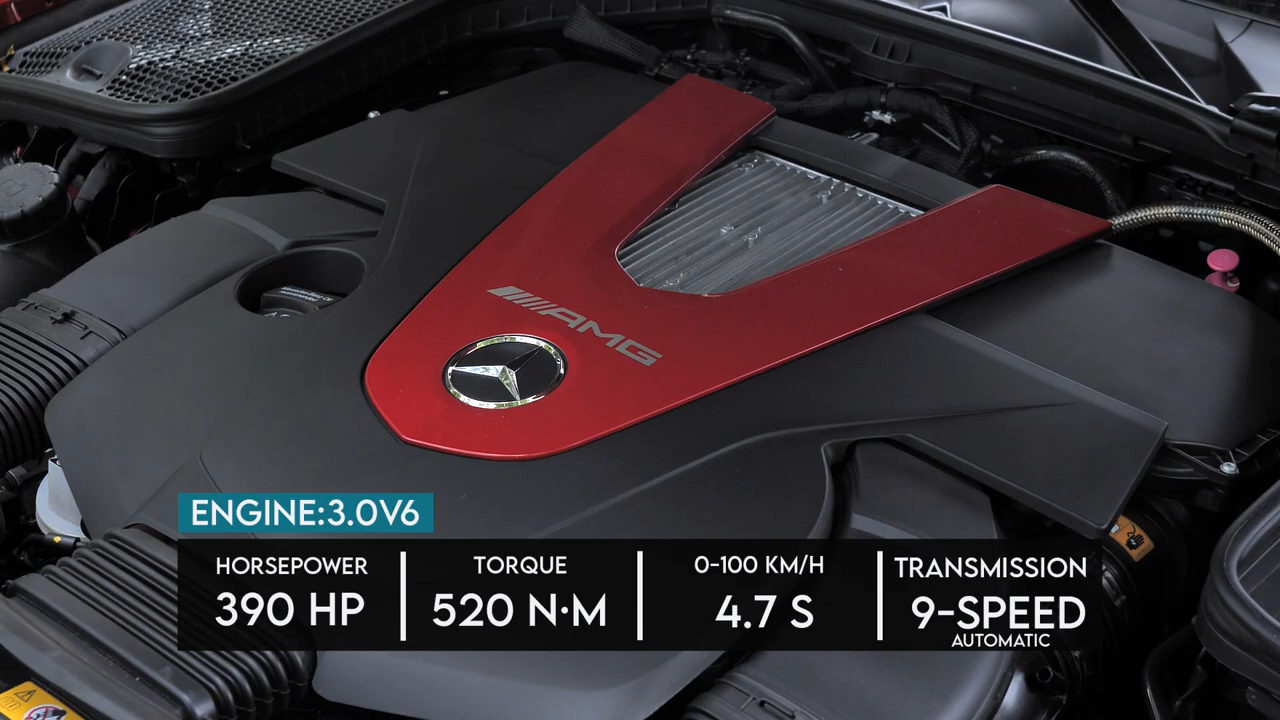 AMG
ENGINE:3.0V6
HORSEPOWER
390 HP
TORQUE
520 N·M
0-100 KM/H
4.7 S
TRANSMISSION
9-SPEED
AUTOMATIC